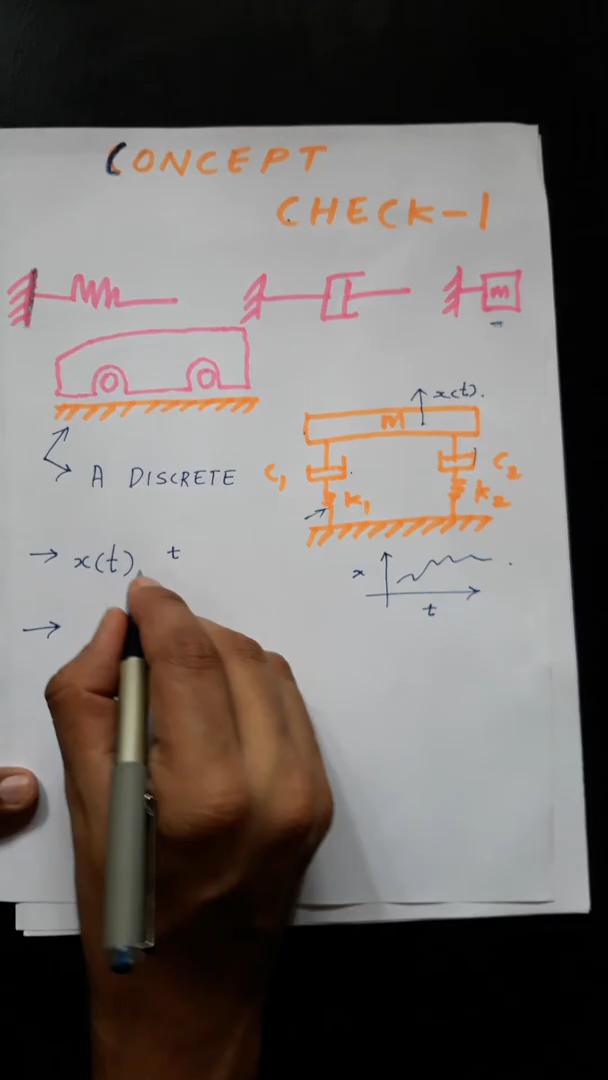 CONCEPT
CHECK-1
m
x(t).
m
A DISCRETE
C1
C2
K1
K2
x(t), t
x
t